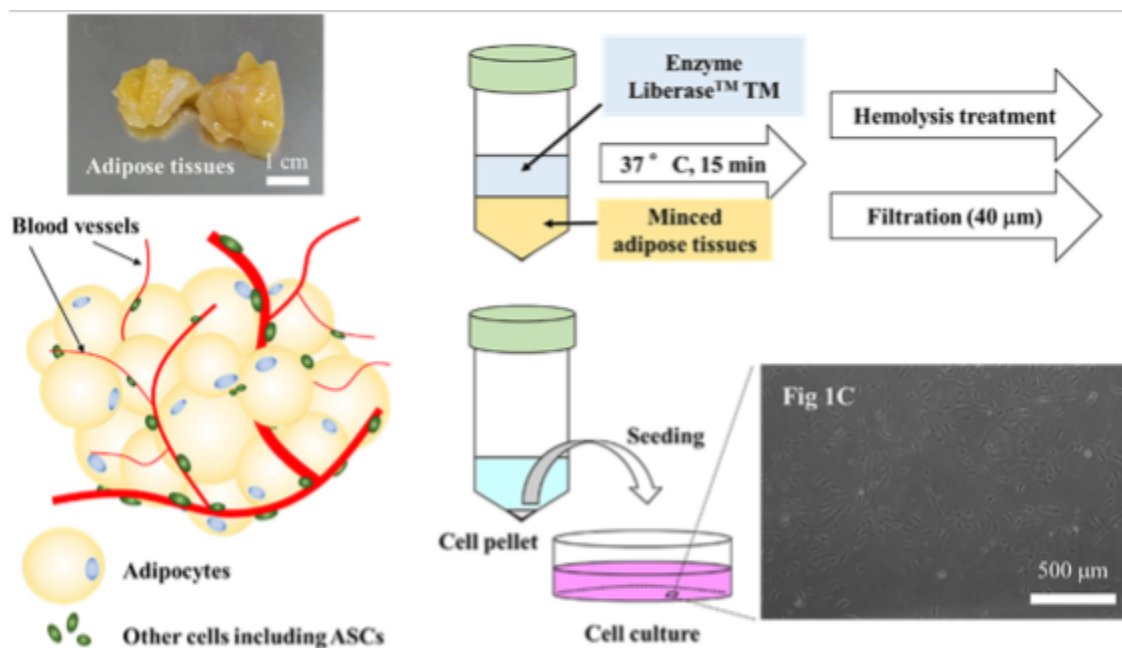 Adipose tissues
1 cm
Blood vessels
Adipocytes
Other cells including ASCs
Enzyme
Liberase™ TM
37° C, 15 min
Minced
adipose tissues
Hemolysis treatment
Filtration (40 μm)
Seeding
Cell pellet
Cell culture
Fig 1C
500 μm